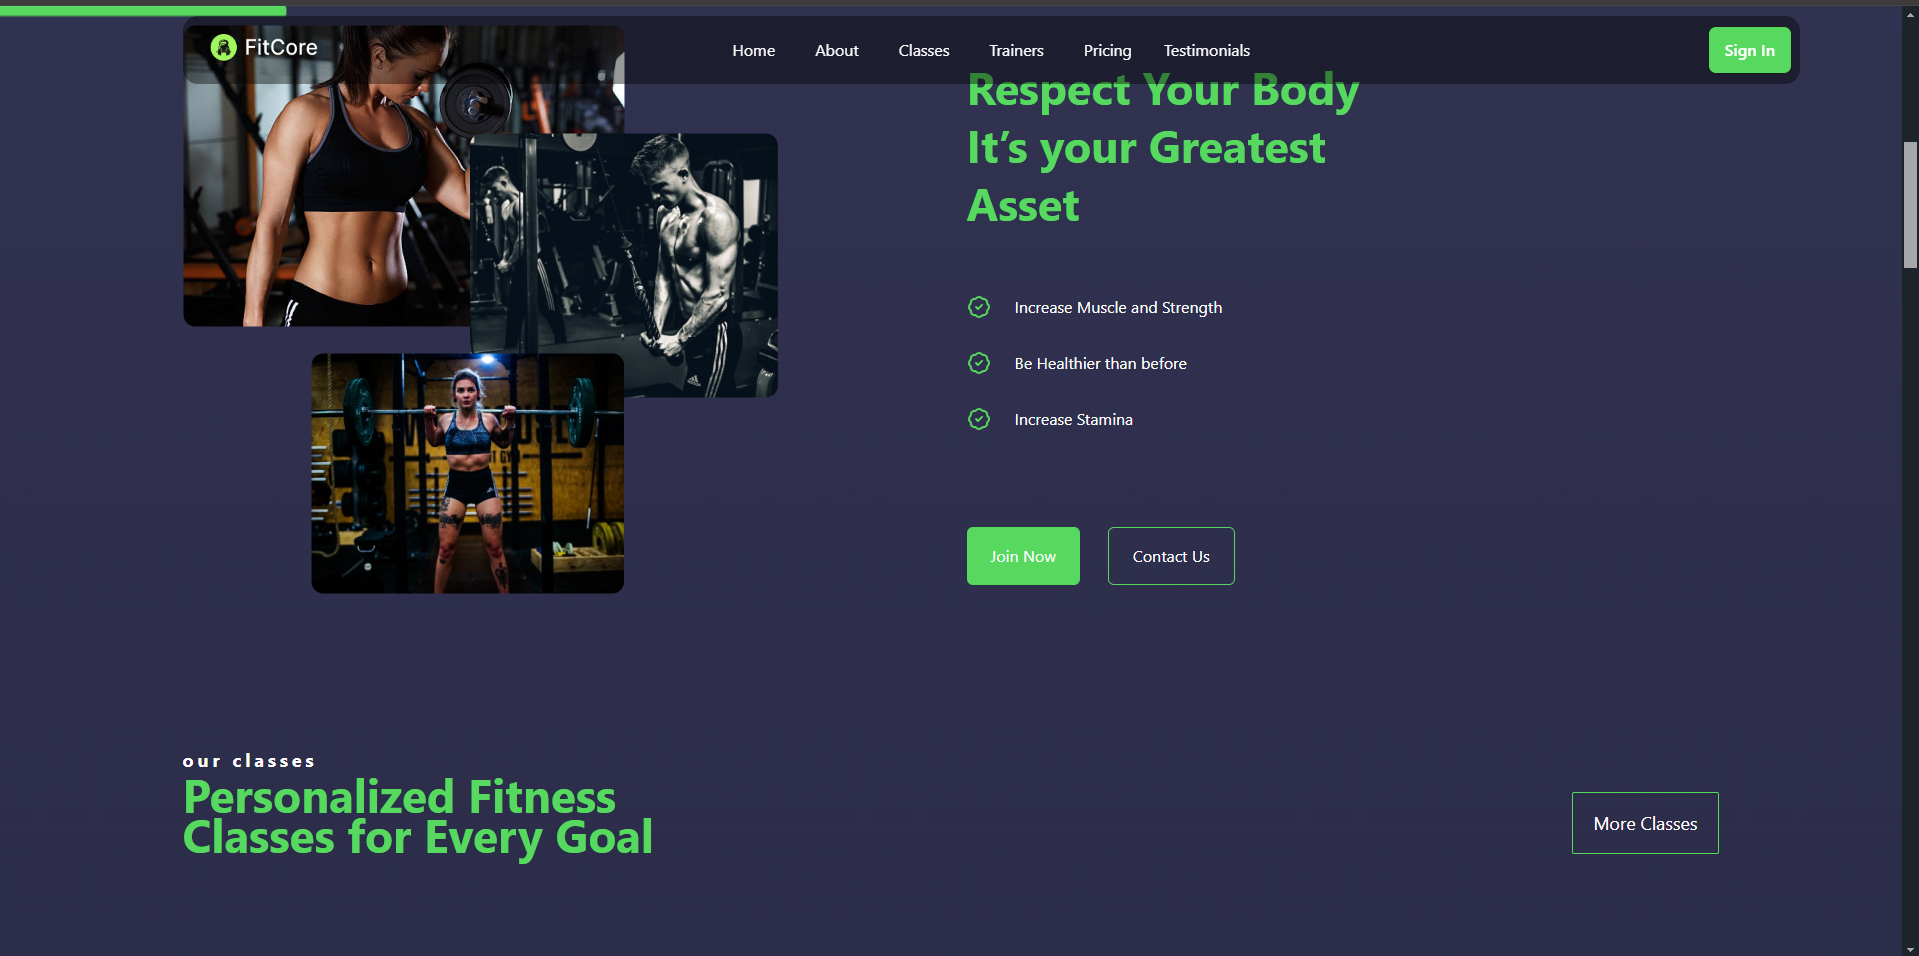 FitCore
Home About Classes Trainers Pricing Testimonials
Sign In
Respect Your Body
It’s your Greatest
Asset
Increase Muscle and Strength
Be Healthier than before
Increase Stamina
Join Now
Contact Us
our classes
Personalized Fitness
Classes for Every Goal
More Classes